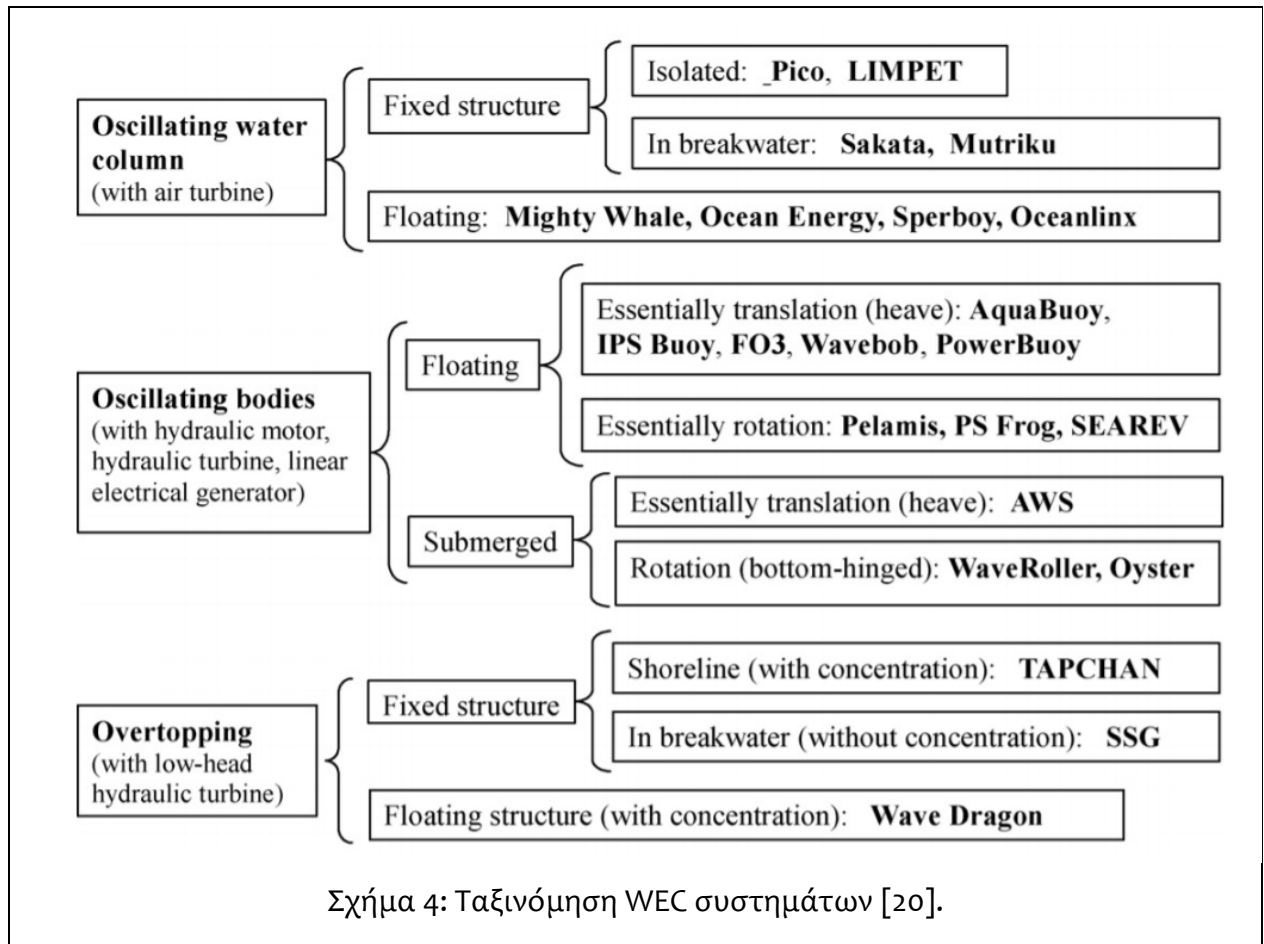 Isolated: _Pico, LIMPET
Fixed structure
Oscillating water
column
(with air turbine)
In breakwater: Sakata, Mutriku
Floating: Mighty Whale, Ocean Energy, Sperboy, Oceanlinx
Essentially translation (heave): AquaBuoy,
IPS Buoy, FO3, Wavebob, PowerBuoy
Floating
Oscillating bodies
(with hydraulic motor,
hydraulic turbine, linear
electrical generator)
Essentially rotation: Pelamis, PS Frog, SEAREV
Essentially translation (heave): AWS
Submerged
Rotation (bottom-hinged): WaveRoller, Oyster
Shoreline (with concentration): TAPCHAN
Fixed structure
Overtopping
(with low-head
hydraulic turbine)
In breakwater (without concentration): SSG
Floating structure (with concentration): Wave Dragon
Σχήμα 4: Ταξινόμηση WEC συστημάτων [20].